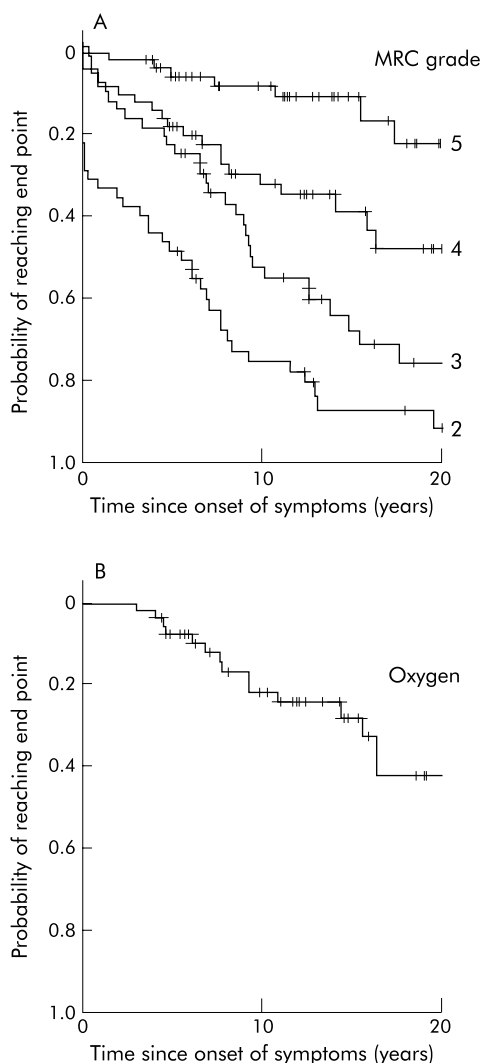 A
MRC grade
0
0.2
0.4
0.6
0.8
1.0
Probability of reaching end point
5
4
3
2
0
10
20
Time since onset of symptoms (years)
B
Oxygen
0
0.2
0.4
0.6
0.8
1.0
Probability of reaching end point
0
10
20
Time since onset of symptoms (years)